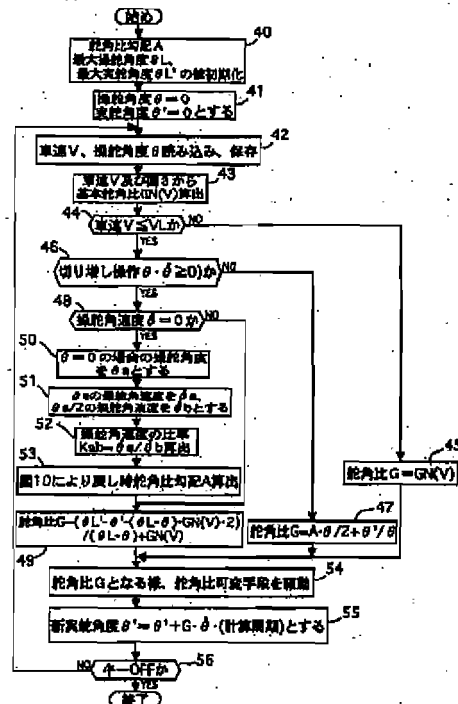 始め
40
舵角比勾配A
最大操舵角度θL、
最大実舵角度θL'の値初期化
41
操舵角度θ=0
実舵角度θ'=0とする
42
車速V、操舵角度θ読み込み、保存
43
車速V及び図8から
基本舵角比GN(V)算出
44
車速V≦VLか
NO
YES
46
切り増し操作θ・θ̇≧0)か
NO
YES
48
操舵角速度θ̇=0か
NO
YES
50
θ̇=0の場合の操舵角度
をθaとする
51
θaの操舵角速度をθ̇a、
θa/2の操舵角速度をθ̇bとする
52
操舵角速度の比率
Kab=θ̇a/θ̇b算出
53
図10により戻し時舵角比勾配A算出
45
舵角比G=GN(V)
47
舵角比G=A・θ/2+θ'/θ
舵角比G=(θL'-θ'-(θL-θ)・GN(V)・2)
/(θL-θ)+GN(V)
49
54
舵角比Gとなる様、舵角比可変手段を駆動
55
新実舵角度θ'=θ'+G・θ̇・(計算周期)とする
56
キーOFFか
NO
YES
終了